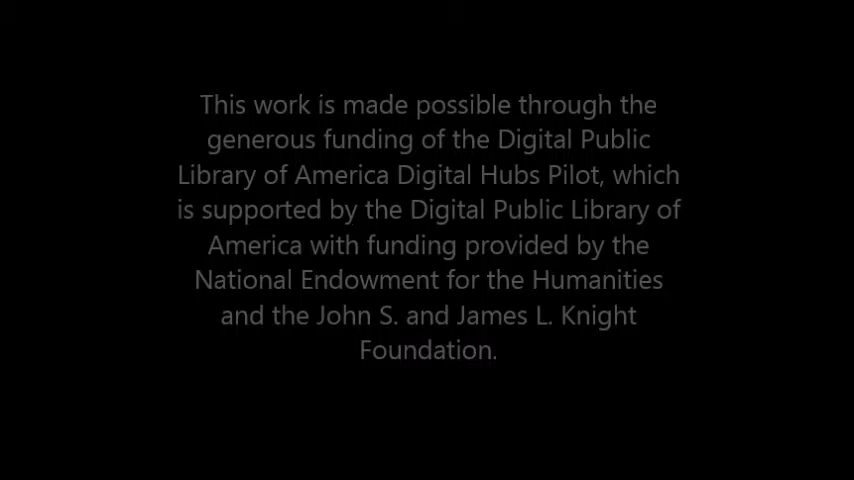 This work is made possible through the
generous funding of the Digital Public
Library of America Digital Hubs Pilot, which
is supported by the Digital Public Library of
America with funding provided by the
National Endowment for the Humanities
and the John S. and James L. Knight
Foundation.